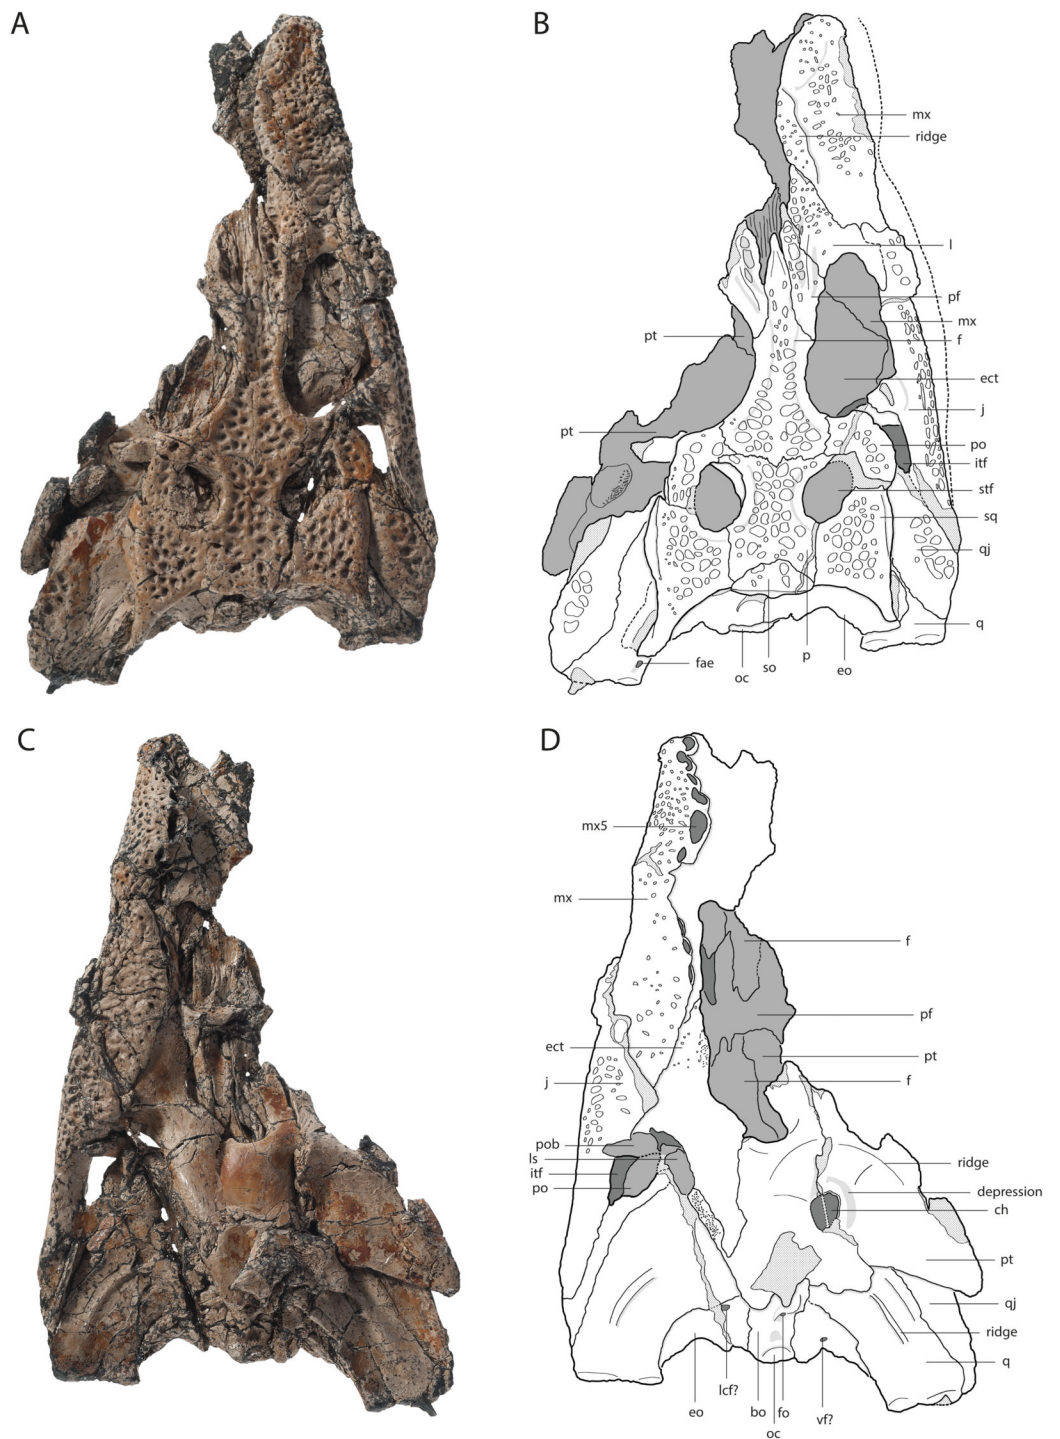 A
B
mx
ridge
l
pf
mx
f
pt
ect
j
pt
po
itf
stf
sq
qj
q
fae
oc
so
p
eo
C
D
mx5
mx
f
pf
ect
pt
j
f
pob
ls
itf
po
ridge
depression
ch
pt
qj
ridge
q
eo
lcf?
bo
fo
oc
vf?